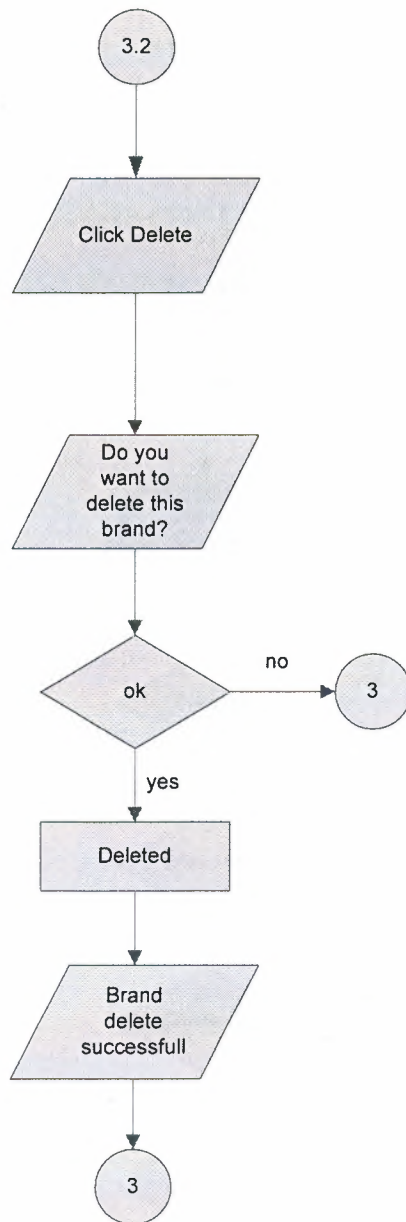 3.2
Click Delete
Do you
want to
delete this
brand?
ok
no
3
yes
Deleted
Brand
delete
successfull
3